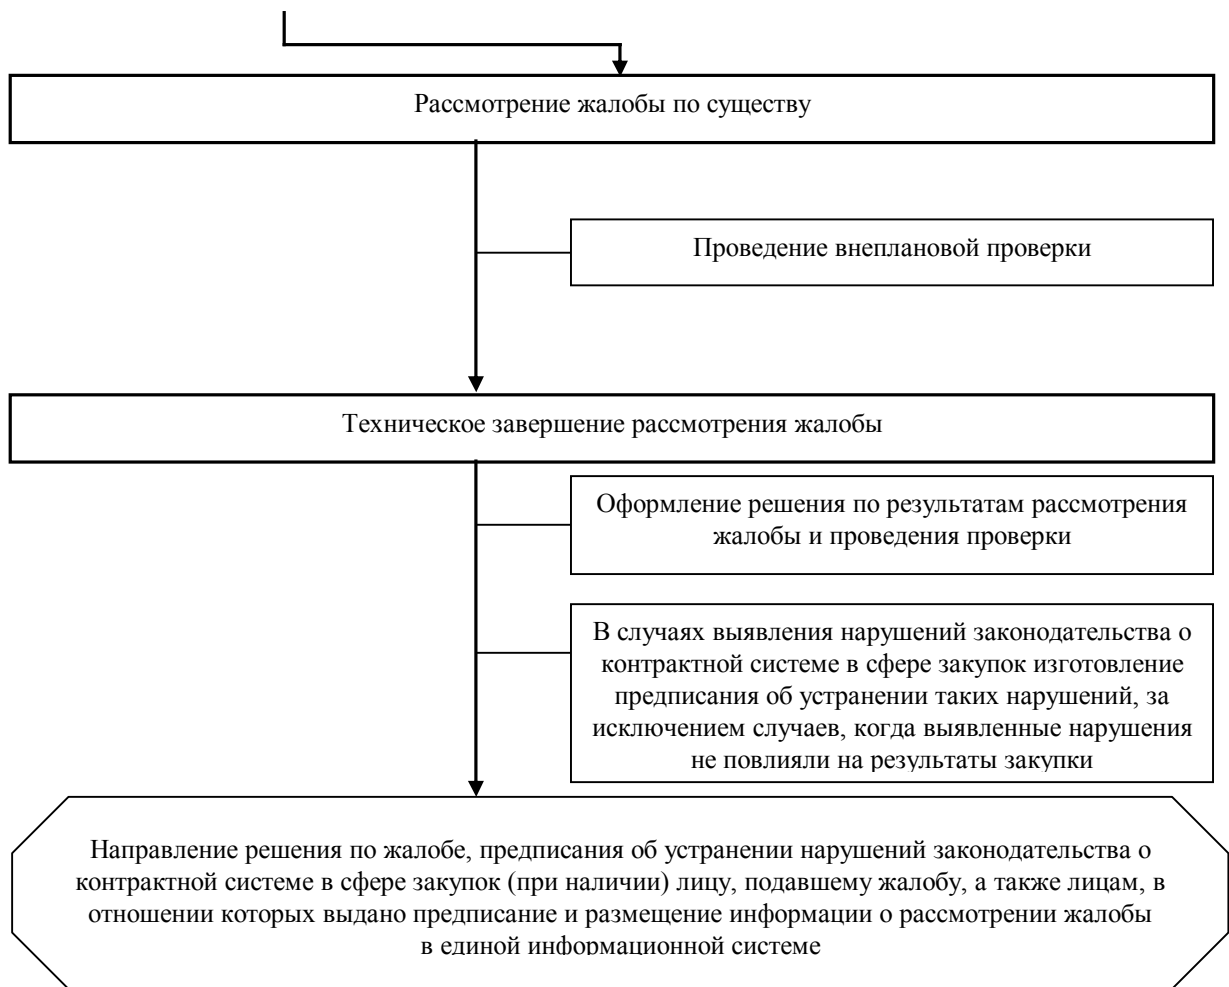 Рассмотрение жалобы по существу
Проведение внеплановой проверки
Техническое завершение рассмотрения жалобы
Оформление решения по результатам рассмотрения
жалобы и проведения проверки
В случаях выявления нарушений законодательства о
контрактной системе в сфере закупок изготовление
предписания об устранении таких нарушений, за
исключением случаев, когда выявленные нарушения
не повлияли на результаты закупки
Направление решения по жалобе, предписания об устранении нарушений законодательства о
контрактной системе в сфере закупок (при наличии) лицу, подавшему жалобу, а также лицам, в
отношении которых выдано предписание и размещение информации о рассмотрении жалобы
в единой информационной системе